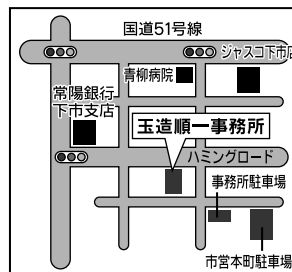 国道51号線
ジャスコ下市店
青柳病院
常陽銀行
下市支店
玉造順一事務所
ハミングロード
事務所駐車場
市営本町駐車場